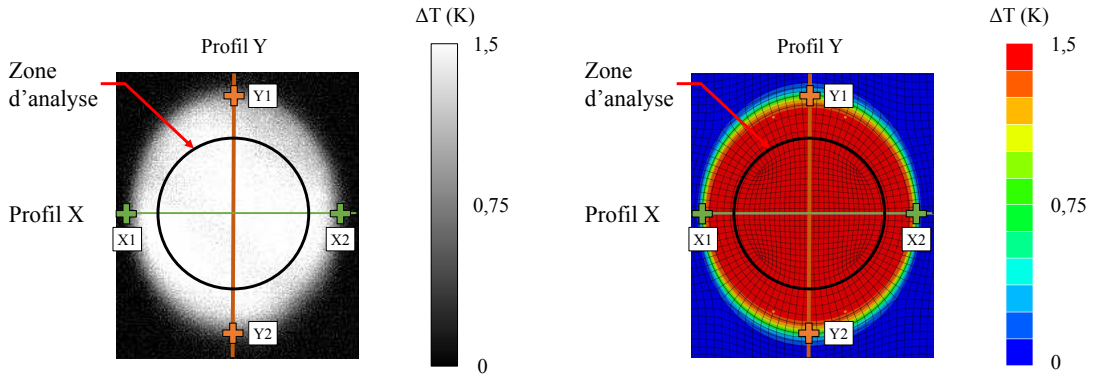 ΔT (K)
Profil Y
1,5
Zone
d'analyse
Y1
Profil X
0,75
X1
X2
Y2
0
ΔT (K)
Profil Y
1,5
Zone
d'analyse
Y1
Profil X
0,75
X1
X2
Y2
0